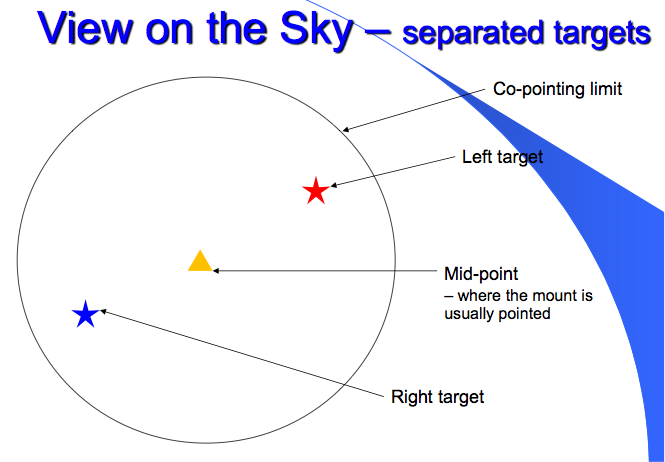 View on the Sky – separated targets
Co-pointing limit
Left target
Mid-point
– where the mount is
usually pointed
Right target